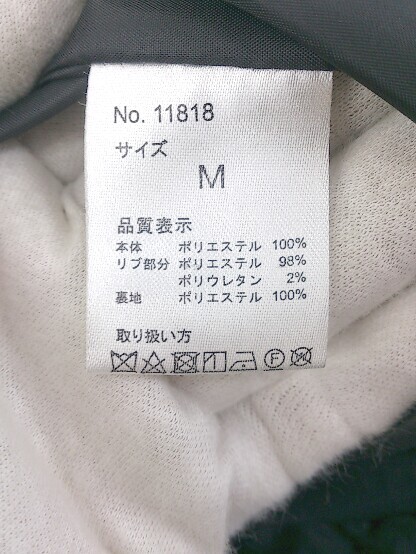 No. 11818
サイズ
M
品質表示
本体 ポリエステル 100%
リブ部分 ポリエステル 98%
ポリウレタン 2%
裏地 ポリエステル 100%
取り扱い方
F W